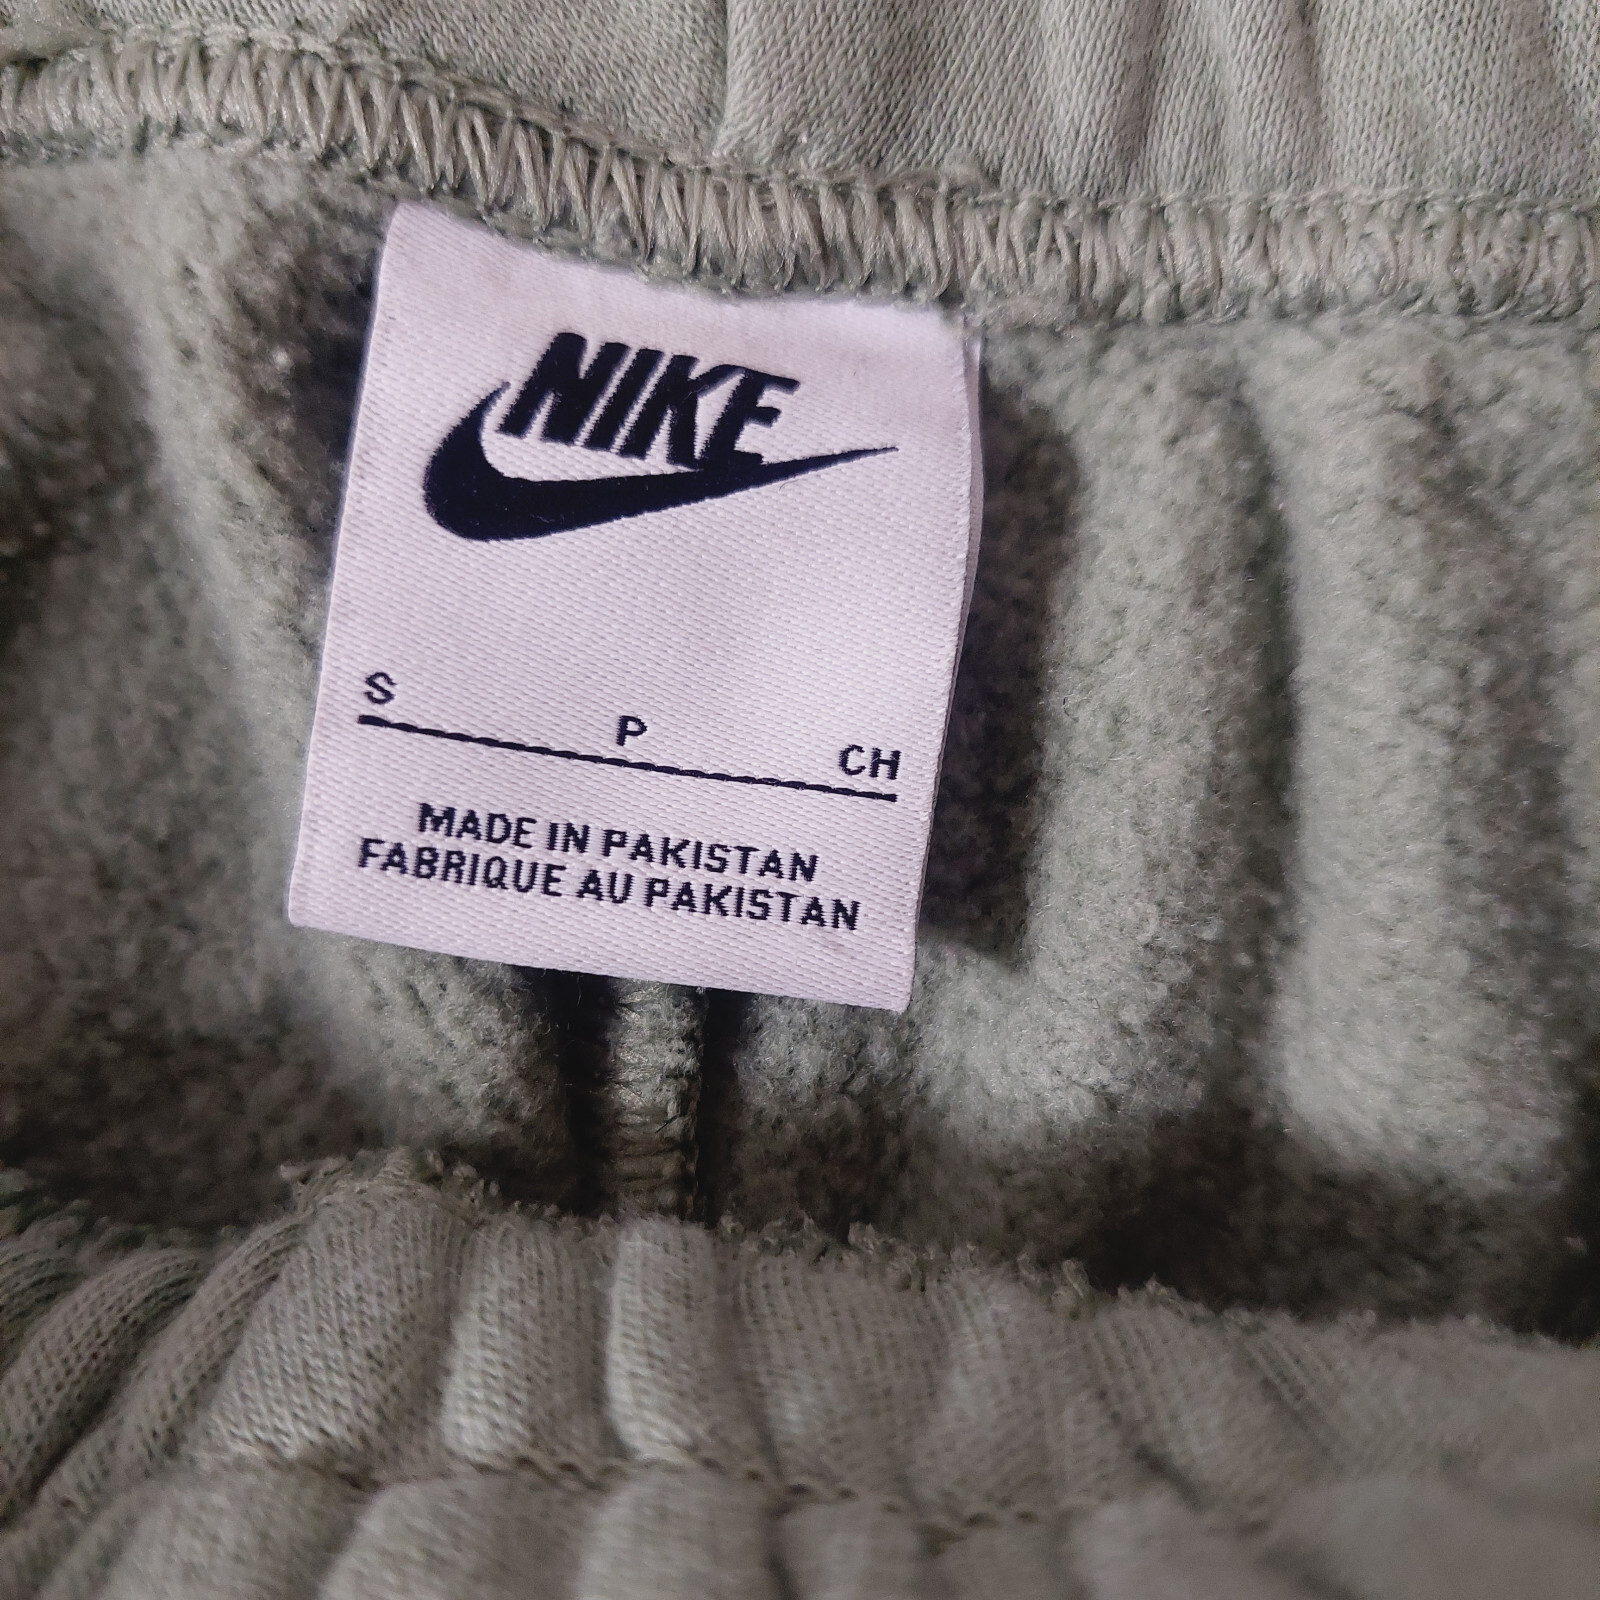 NIKE
S P CH
MADE IN PAKISTAN
FABRIQUE AU PAKISTAN